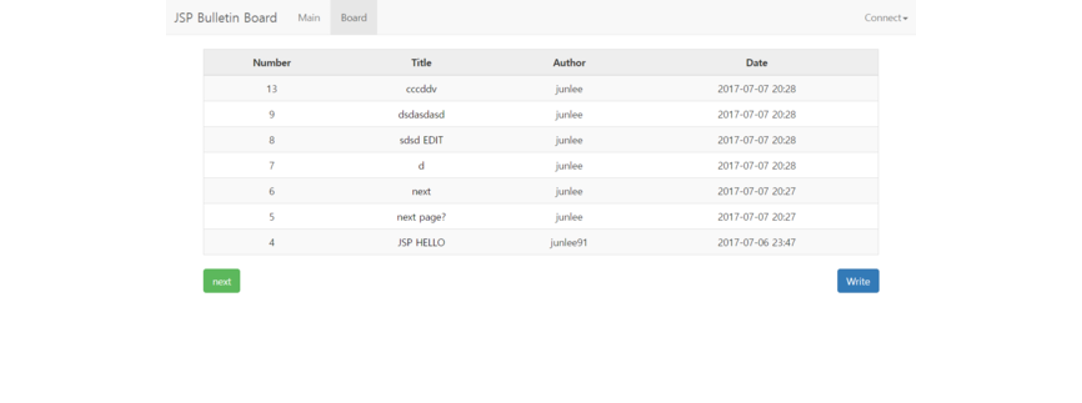 JSP Bulletin Board Main Board Connect
Number Title Author Date
13 cccddv junlee 2017-07-07 20:28
9 dsdasdasd junlee 2017-07-07 20:28
8 sdsd EDIT junlee 2017-07-07 20:28
7 d junlee 2017-07-07 20:28
6 next junlee 2017-07-07 20:27
5 next page? junlee 2017-07-07 20:27
4 JSP HELLO junlee91 2017-07-06 23:47
next Write